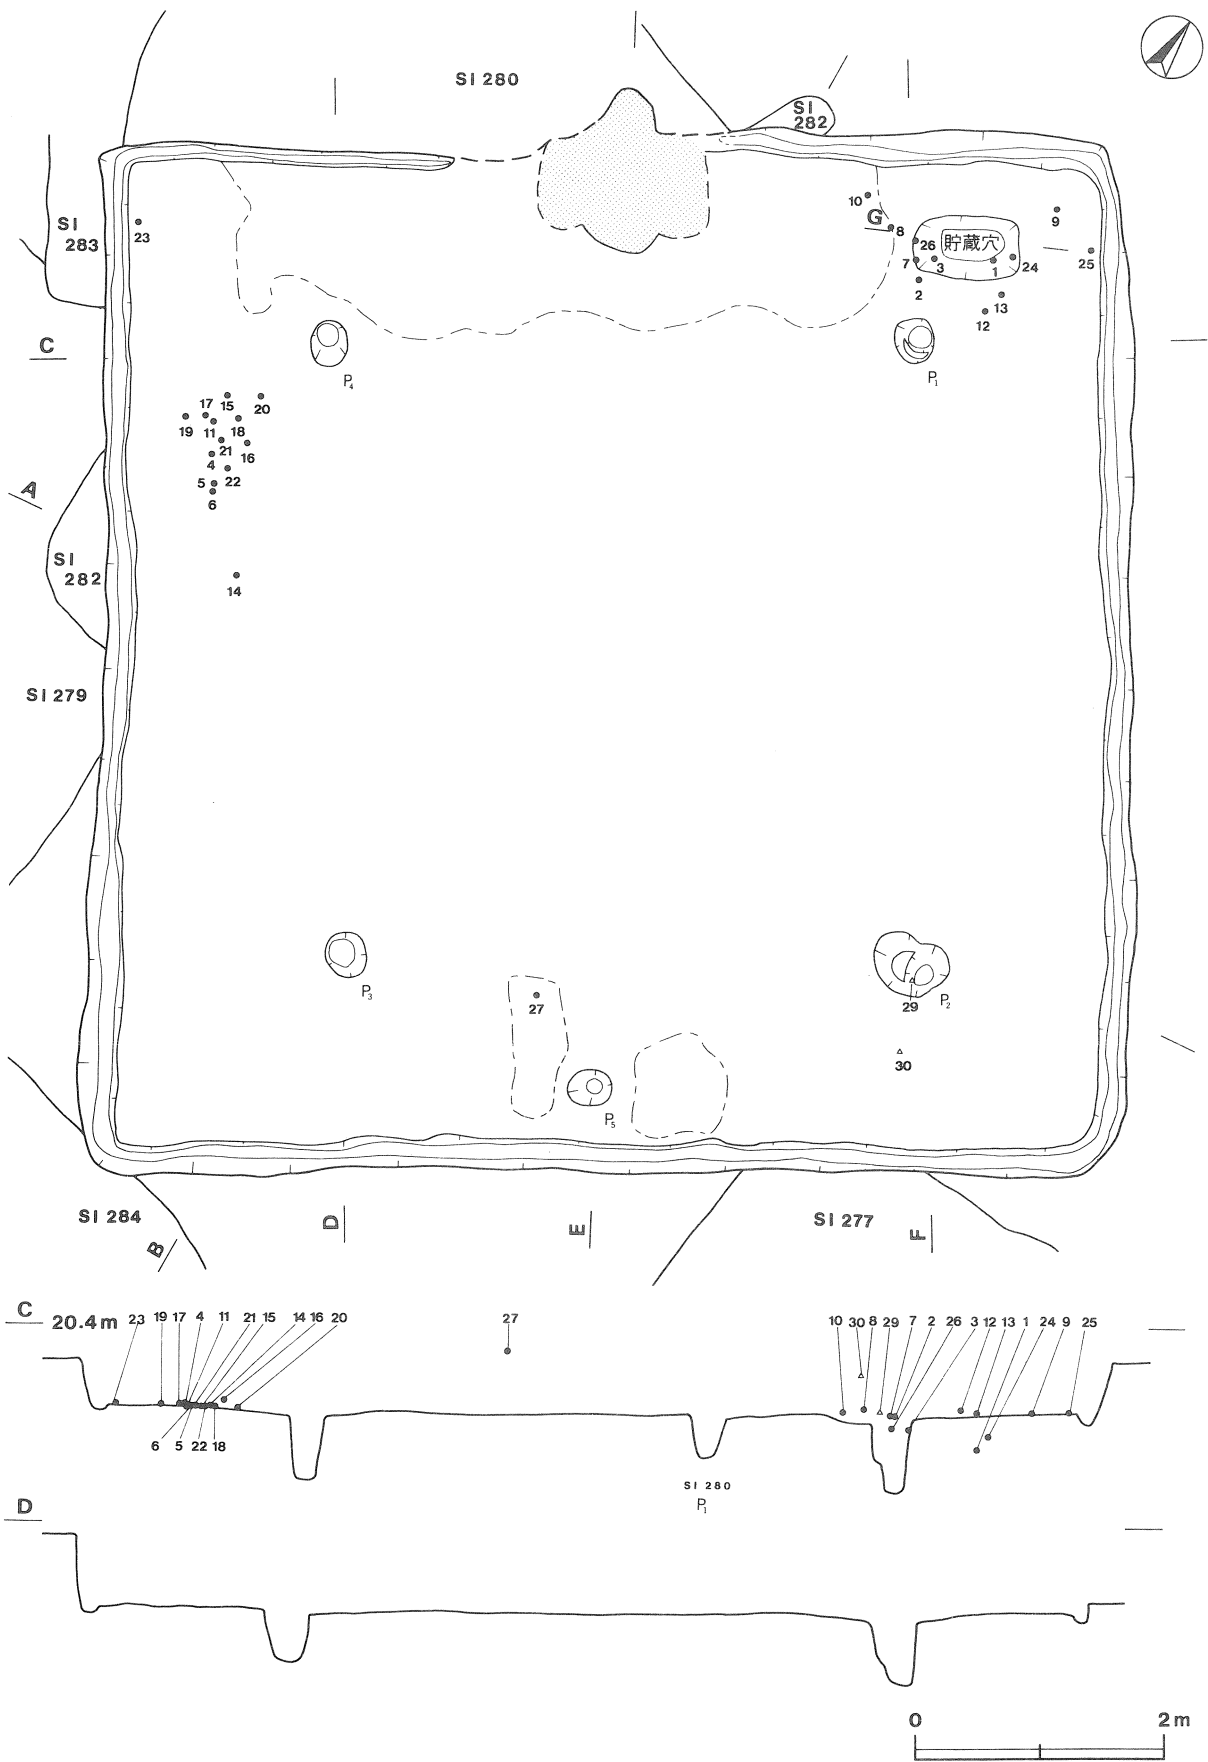 SI 280
SI
282
SI
283
23
10
G
8
9
26
貯蔵穴
7
3
1
24
25
2
13
12
C
P4
P1
17
15
20
19
11
18
21
16
4
5
22
6
A
SI
282
14
SI 279
P3
27
29
P2
30
P5
SI 284
B
D
E
SI 277
F
C
20.4m
23 19 17 4 11 21 15 14 16 20
27
10 30 8 29 7 2 26 3 12 13 1 24 9 25
6 5 22 18
SI 280
P1
D
0
2m